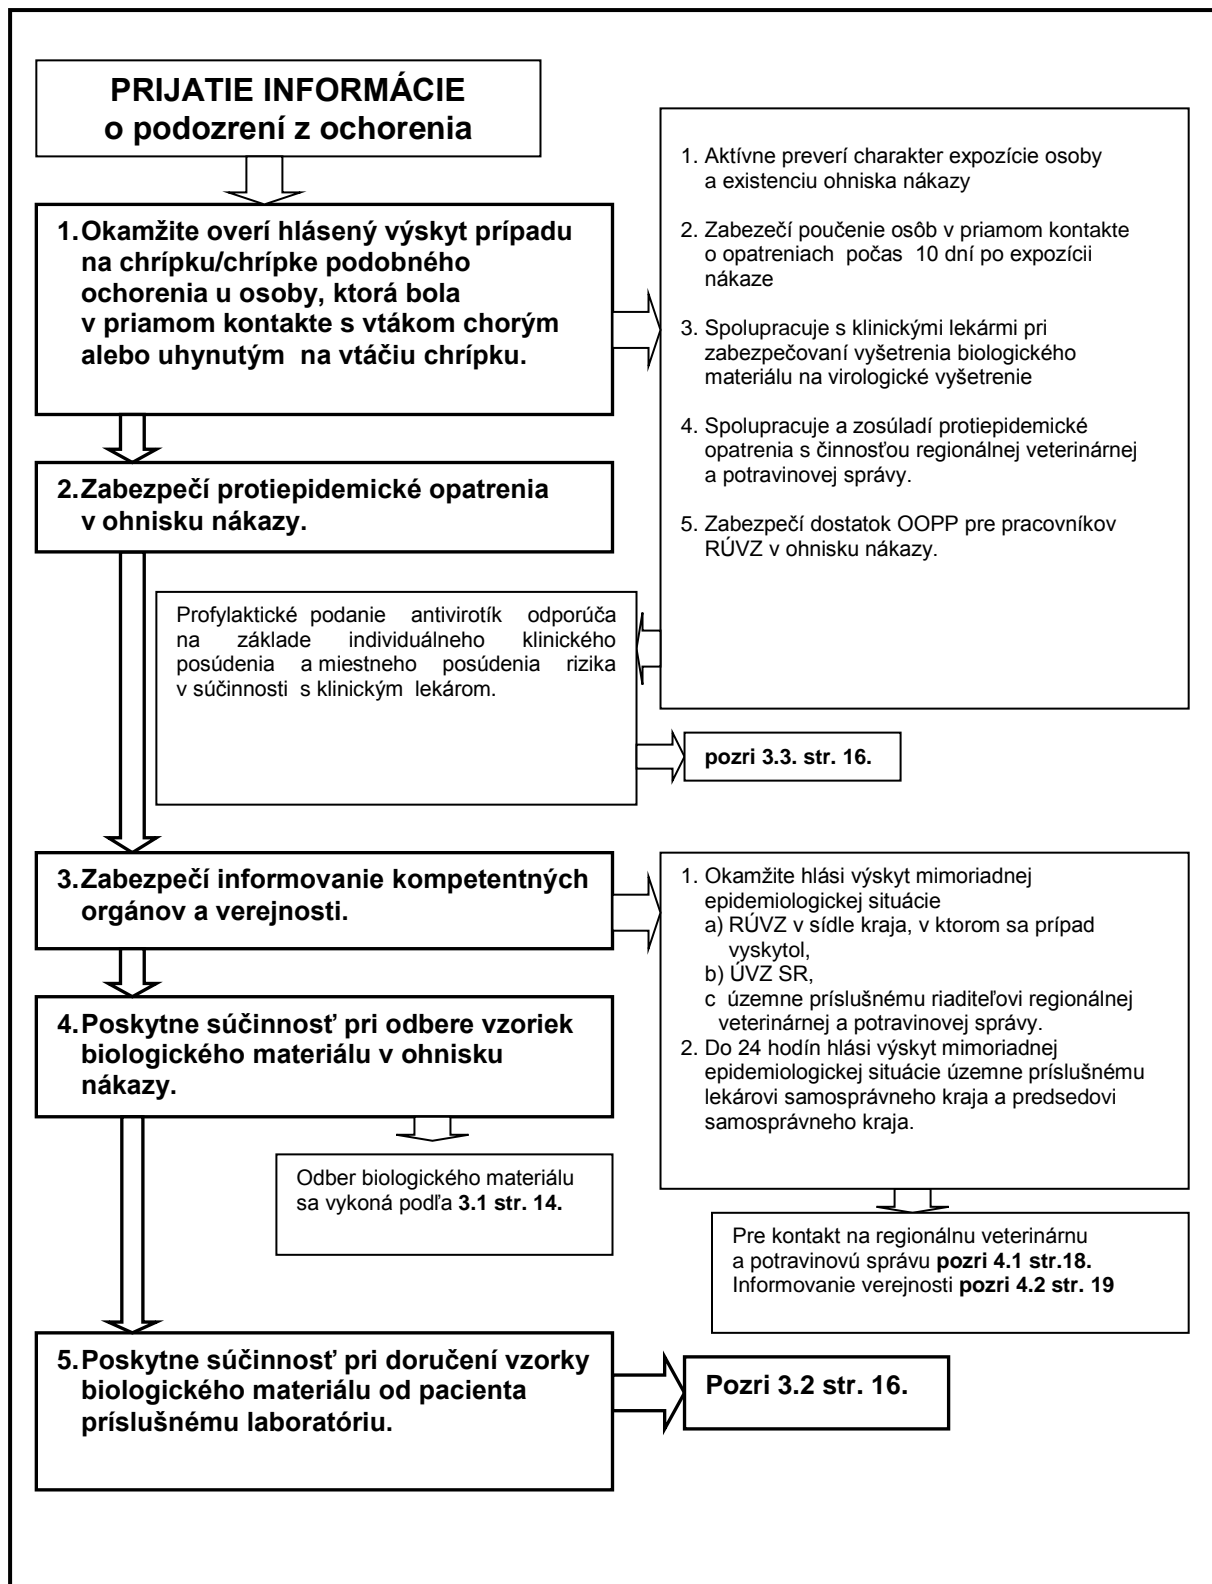 PRIJATIE INFORMÁCIE
o podozrení z ochorenia
1. Okamžite overí hlásený výskyt prípadu
na chrípku/chrípke podobného
ochorenia u osoby, ktorá bola
v priamom kontakte s vtákom chorým
alebo uhynutým na vtáčiu chrípku.
1. Aktívne preverí charakter expozície osoby
a existenciu ohniska nákazy
2. Zabezečí poučenie osôb v priamom kontakte
o opatreniach počas 10 dní po expozícii
nákaze
3. Spolupracuje s klinickými lekármi pri
zabezpečovaní vyšetrenia biologického
materiálu na virologické vyšetrenie
4. Spolupracuje a zosúladí protiepidemické
opatrenia s činnosťou regionálnej veterinárnej
a potravinovej správy.
5. Zabezpečí dostatok OOPP pre pracovníkov
RÚVZ v ohnisku nákazy.
2. Zabezpečí protiepidemické opatrenia
v ohnisku nákazy.
Profylaktické podanie antivirotík odporúča
na základe individuálneho klinického
posúdenia a miestneho posúdenia rizika
v súčinnosti s klinickým lekárom.
pozri 3.3. str. 16.
3. Zabezpečí informovanie kompetentných
orgánov a verejnosti.
1. Okamžite hlási výskyt mimoriadnej
epidemiologickej situácie
a) RÚVZ v sídle kraja, v ktorom sa prípad
vyskytol,
b) ÚVZ SR,
c územne príslušnému riaditeľovi regionálnej
veterinárnej a potravinovej správy.
2. Do 24 hodín hlási výskyt mimoriadnej
epidemiologickej situácie územne príslušnému
lekárovi samosprávneho kraja a predsedovi
samosprávneho kraja.
4. Poskytne súčinnosť pri odbere vzoriek
biologického materiálu v ohnisku
nákazy.
Odber biologického materiálu
sa vykoná podľa 3.1 str. 14.
Pre kontakt na regionálnu veterinárnu
a potravinovú správu pozri 4.1 str.18.
Informovanie verejnosti pozri 4.2 str. 19
5. Poskytne súčinnosť pri doručení vzorky
biologického materiálu od pacienta
príslušnému laboratóriu.
Pozri 3.2 str. 16.